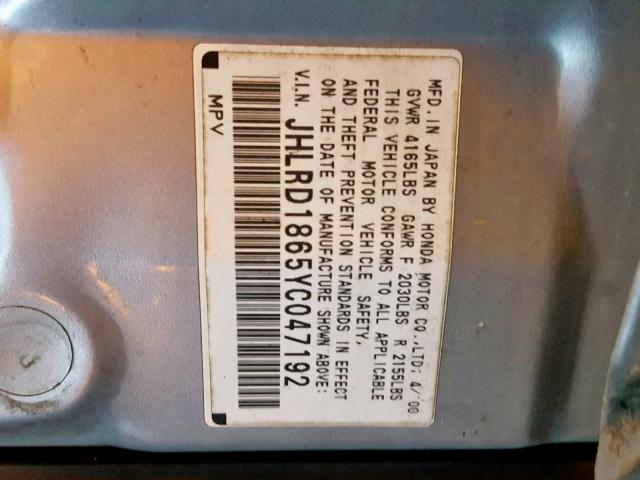 MFD. IN JAPAN BY HONDA MOTOR CO.,LTD; 4/'00
GVWR 4165LBS GAWR F 2030LBS R 2155LBS
THIS VEHICLE CONFORMS TO ALL APPLICABLE
FEDERAL MOTOR VEHICLE SAFETY,
AND THEFT PREVENTION STANDARDS IN EFFECT
ON THE DATE OF MANUFACTURE SHOWN ABOVE:
V.I.N. JHLRD1865YC047192
MPV